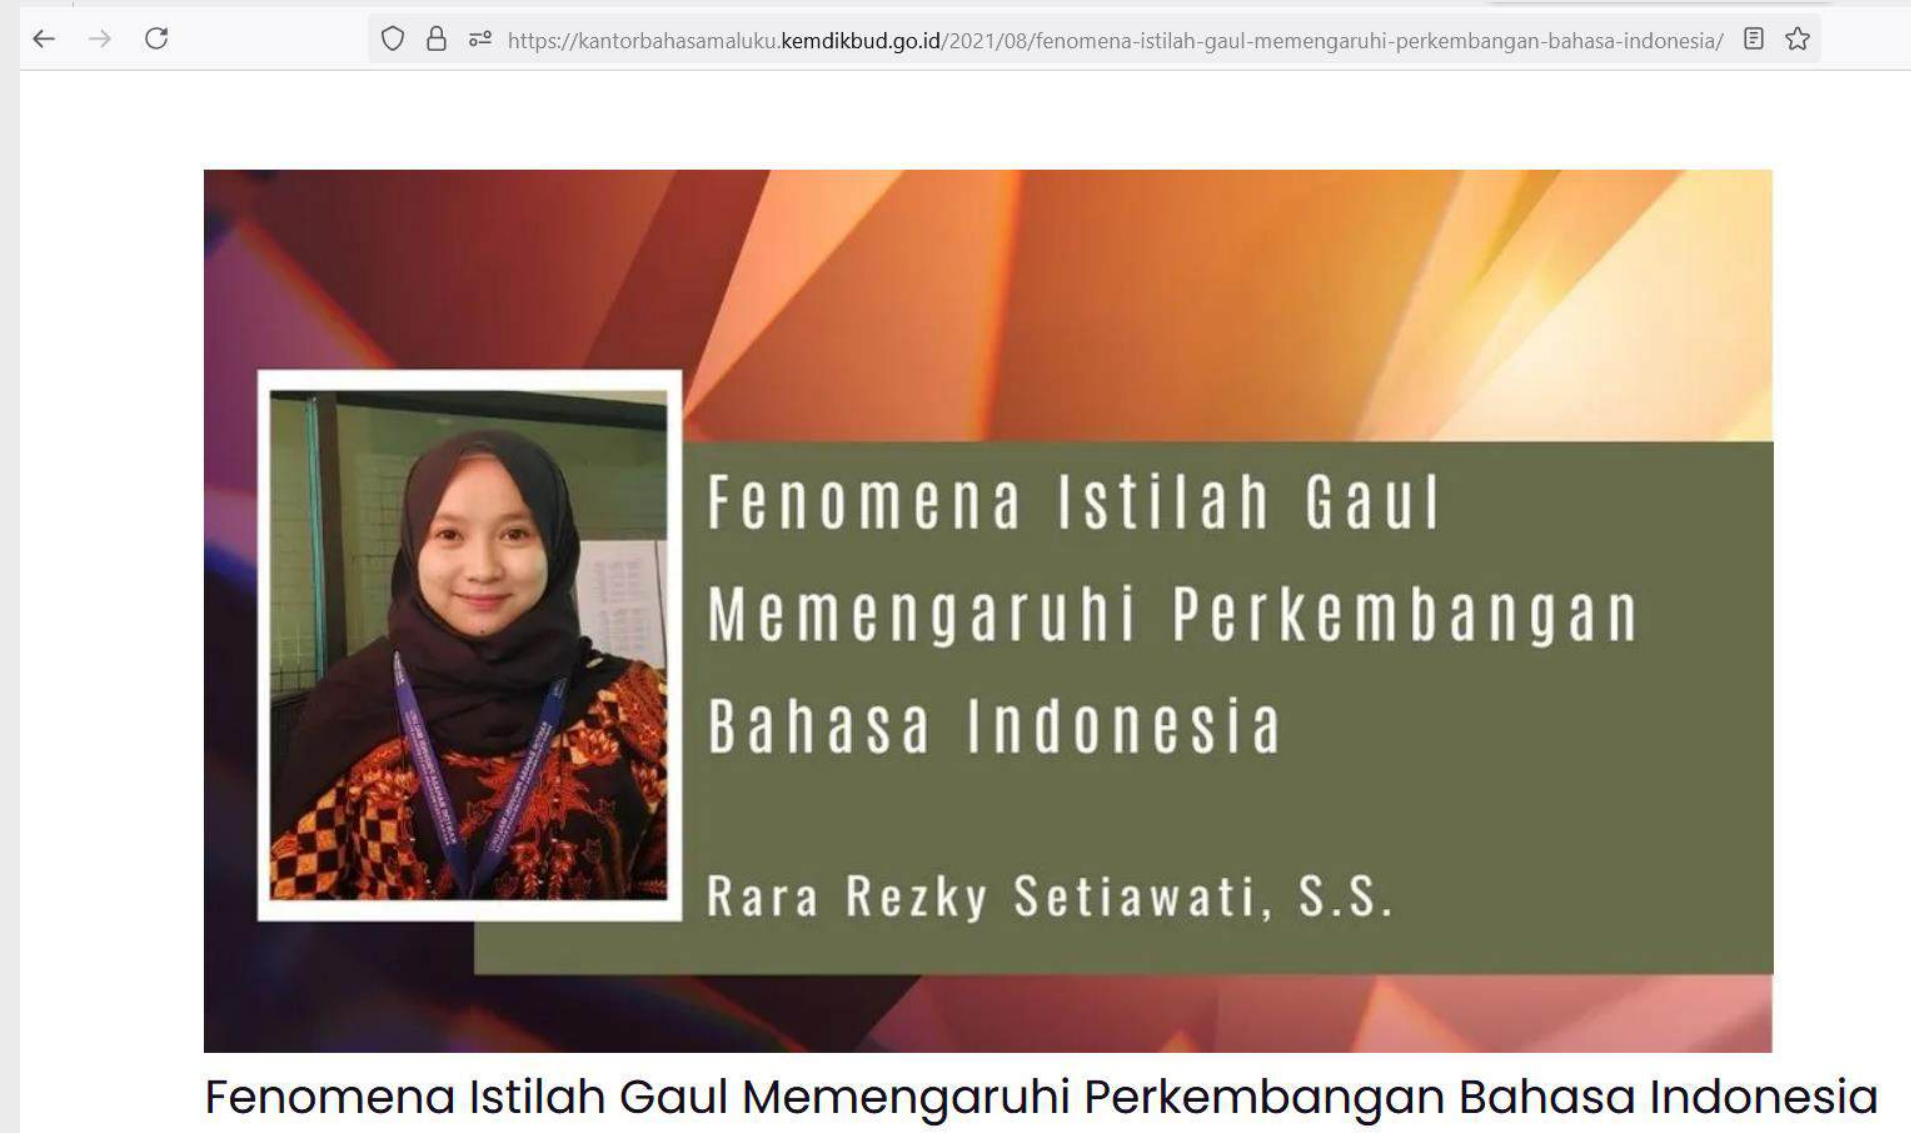 https://kantorbahasamaluku.kemdikbud.go.id/2021/08/fenomena-istilah-gaul-memengaruhi-perkembangan-bahasa-indonesia/
Fenomena Istilah Gaul
Memengaruhi Perkembangan
Bahasa Indonesia
Rara Rezky Setiawati, S.S.
Fenomena Istilah Gaul Memengaruhi Perkembangan Bahasa Indonesia